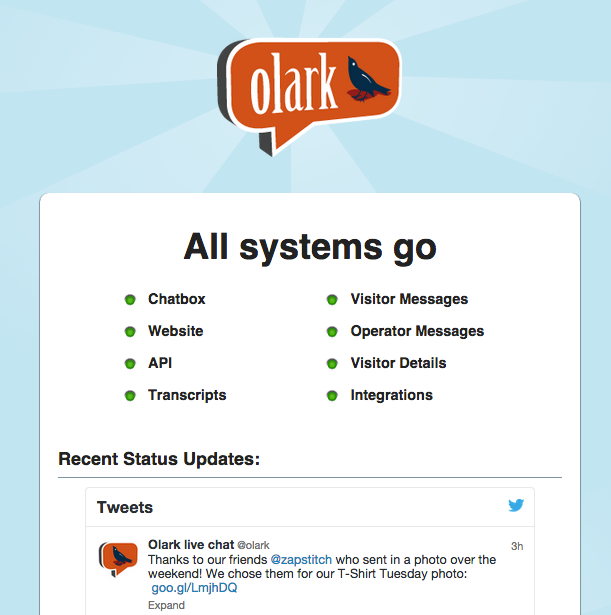 olark
All systems go
Chatbox
Visitor Messages
Website
Operator Messages
API
Visitor Details
Transcripts
Integrations
Recent Status Updates:
Tweets
Olark live chat @olark 3h
Thanks to our friends @zapstitch who sent in a photo over the
weekend! We chose them for our T-Shirt Tuesday photo:
goo.gl/LmjhDQ
Expand